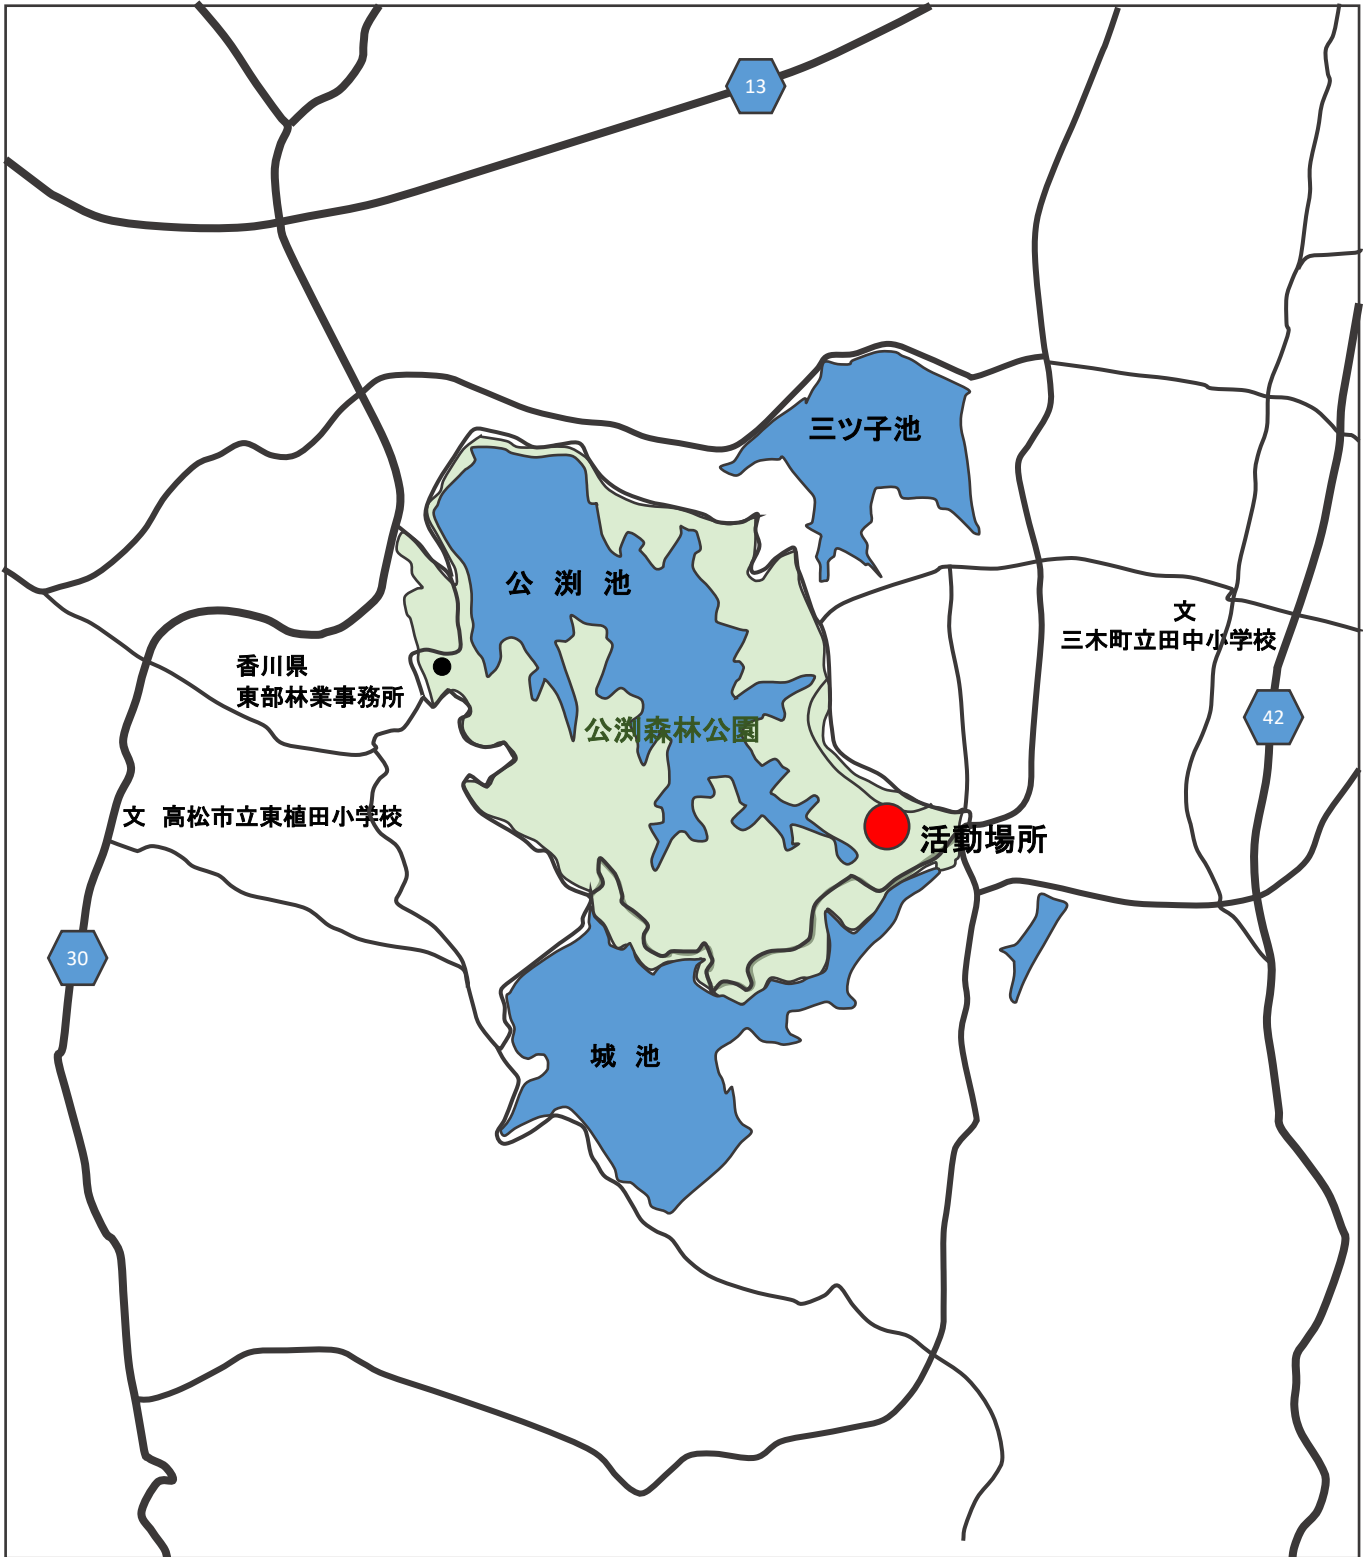 13
三ツ子池
公 渕 池
文
三木町立田中小学校
香川県
東部林業事務所
42
公渕森林公園
文 高松市立東植田小学校
活動場所
30
城 池